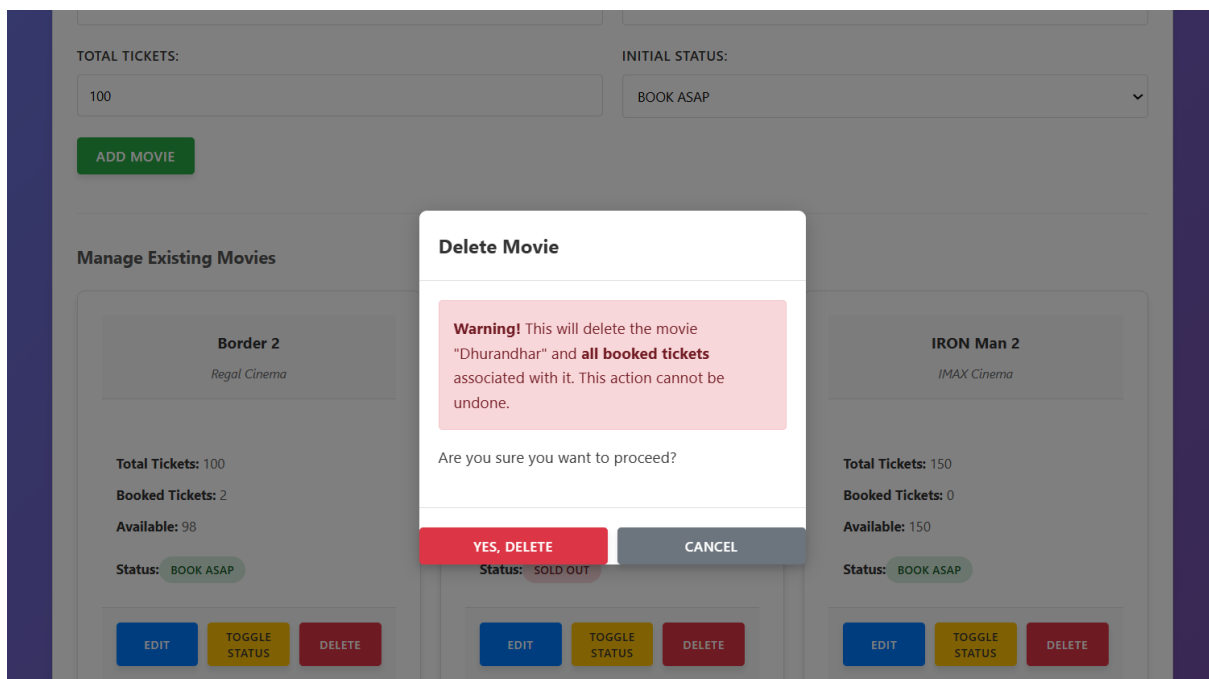 TOTAL TICKETS:
INITIAL STATUS:
100
BOOK ASAP
ADD MOVIE
Manage Existing Movies
Delete Movie
Warning! This will delete the movie
"Dhurandhar" and all booked tickets
associated with it. This action cannot be
undone.
Are you sure you want to proceed?
YES, DELETE
CANCEL
Border 2
Regal Cinema
Total Tickets: 100
Booked Tickets: 2
Available: 98
Status: BOOK ASAP
EDIT
TOGGLE
STATUS
DELETE
Status: SOLD OUT
EDIT
TOGGLE
STATUS
DELETE
IRON Man 2
IMAX Cinema
Total Tickets: 150
Booked Tickets: 0
Available: 150
Status: BOOK ASAP
EDIT
TOGGLE
STATUS
DELETE